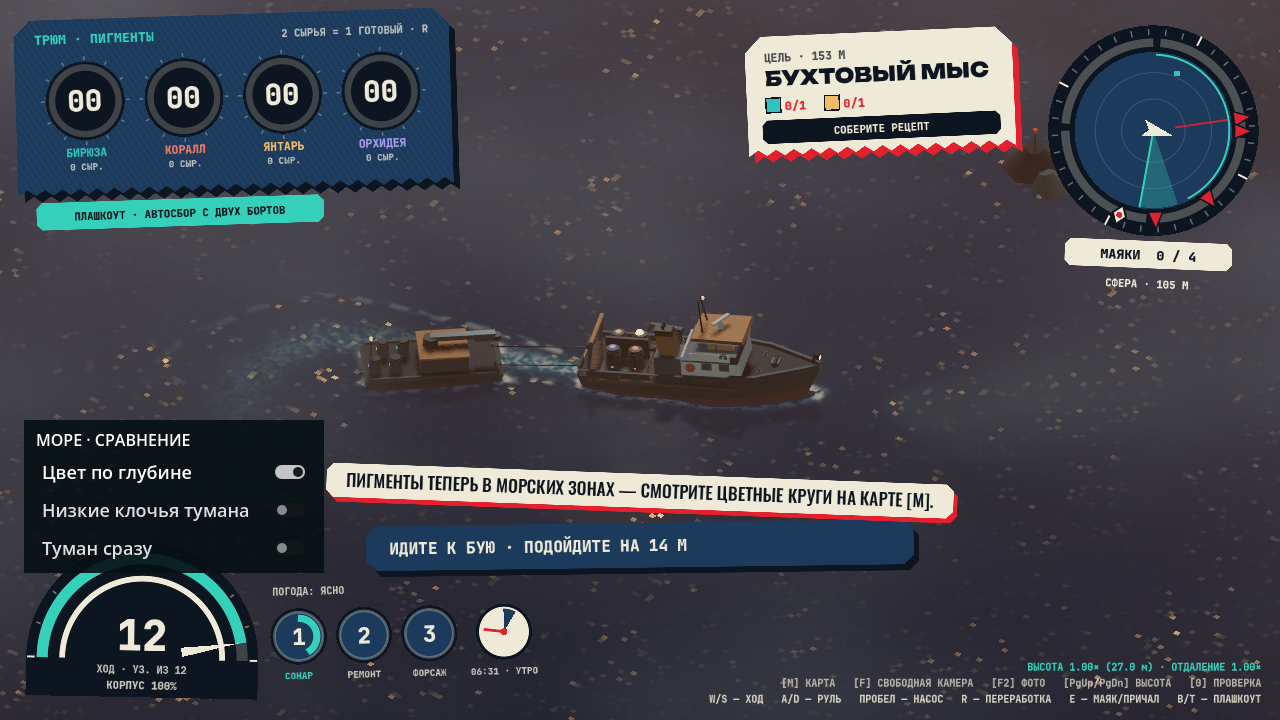 ТРЮМ · ПИГМЕНТЫ
2 СЫРЬЯ = 1 ГОТОВЫЙ · R
00 00 00 00
БИРЮЗА КОРАЛЛ ЯНТАРЬ ОРХИДЕЯ
0 СЫР. 0 СЫР. 0 СЫР. 0 СЫР.
ПЛАШКОУТ · АВТОСБОР С ДВУХ БОРТОВ
ЦЕЛЬ · 153 М
БУХТОВЫЙ МЫС
0/1 0/1
СОБЕРИТЕ РЕЦЕПТ
МАЯКИ 0 / 4
СФЕРА · 105 М
МОРЕ · СРАВНЕНИЕ
Цвет по глубине
Низкие клочья тумана
Туман сразу
ПИГМЕНТЫ ТЕПЕРЬ В МОРСКИХ ЗОНАХ — СМОТРИТЕ ЦВЕТНЫЕ КРУГИ НА КАРТЕ [M].
ИДИТЕ К БУЮ · ПОДОЙДИТЕ НА 14 М
12
ХОД · УЗ. ИЗ 12
КОРПУС 100%
ПОГОДА: ЯСНО
1 2 3
СОНАР РЕМОНТ ФОРСАЖ 06:31 · УТРО
ВЫСОТА 1.00× (27.0 м) · ОТДАЛЕНИЕ 1.00×
[M] КАРТА [F] СВОБОДНАЯ КАМЕРА [F2] ФОТО [PgUp/PgDn] ВЫСОТА [0] ПРОВЕРКА
W/S — ХОД A/D — РУЛЬ ПРОБЕЛ — НАСОС R — ПЕРЕРАБОТКА E — МАЯК/ПРИЧАЛ B/T — ПЛАШКОУТ